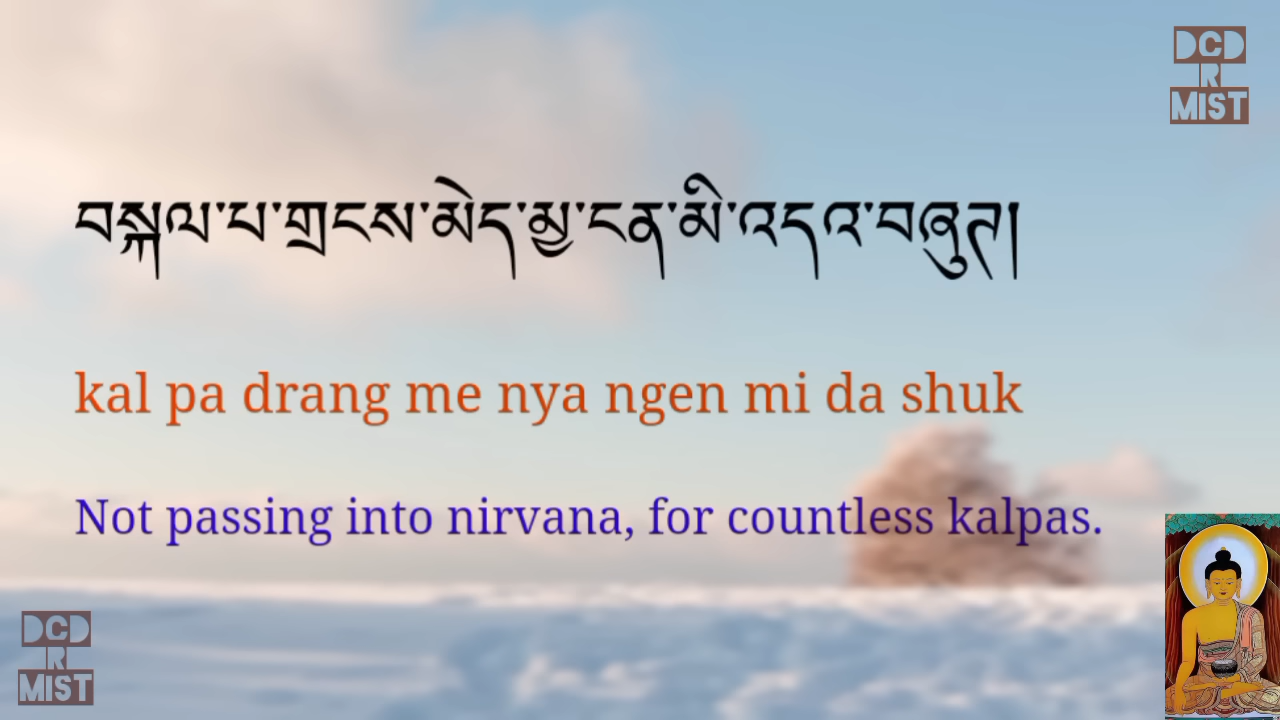 DCD
R
MIST
བསྐལ་པ་གྲངས་མེད་མྱ་ངན་མི་འདའ་བཞུཊ།
kal pa drang me nya ngen mi da shuk
Not passing into nirvana, for countless kalpas.
DCD
R
MIST